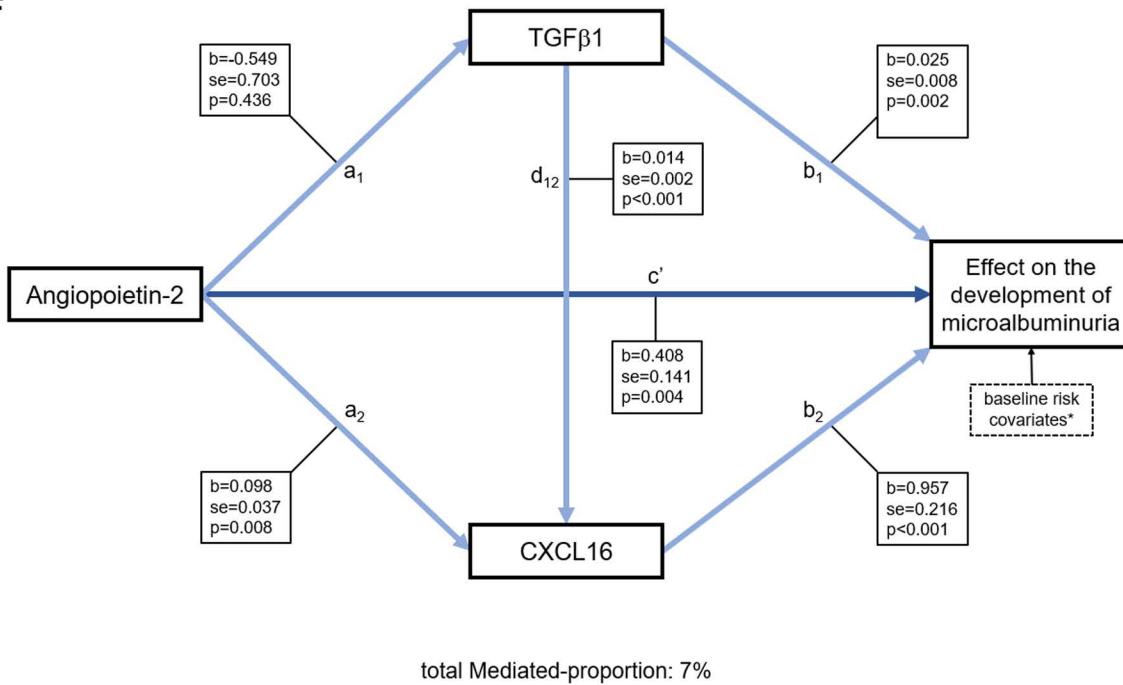 TGFβ1
b=-0.549
se=0.703
p=0.436
b=0.025
se=0.008
p=0.002
a1
d12
b=0.014
se=0.002
p<0.001
b1
Angiopoietin-2
c’
Effect on the
development of
microalbuminuria
b=0.408
se=0.141
p=0.004
a2
b2
baseline risk
covariates*
b=0.098
se=0.037
p=0.008
b=0.957
se=0.216
p<0.001
CXCL16
total Mediated-proportion: 7%